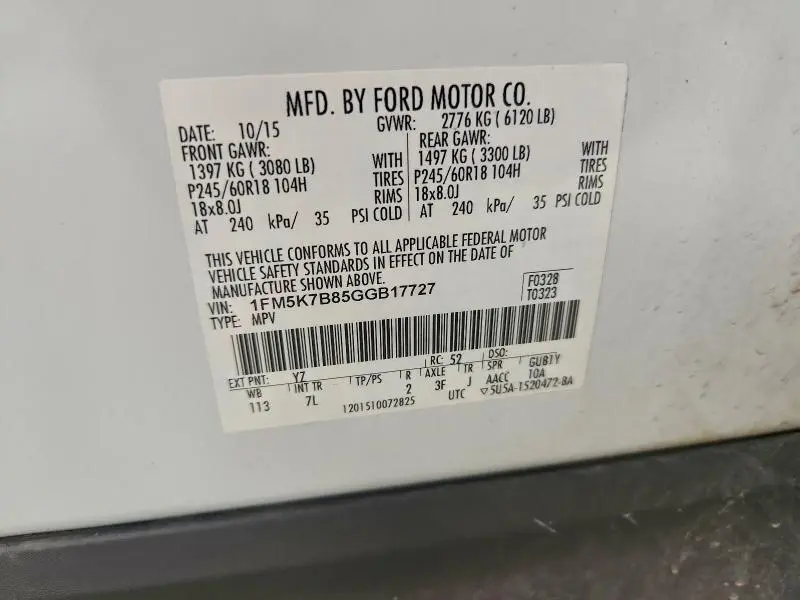 MFD. BY FORD MOTOR CO.
DATE: 10/15 GVWR: 2776 KG ( 6120 LB)
FRONT GAWR: REAR GAWR:
1397 KG ( 3080 LB) WITH 1497 KG ( 3300 LB) WITH
P245/60R18 104H TIRES P245/60R18 104H TIRES
18x8.0J RIMS 18x8.0J RIMS
AT 240 kPa/ 35 PSI COLD AT 240 kPa/ 35 PSI COLD
THIS VEHICLE CONFORMS TO ALL APPLICABLE FEDERAL MOTOR
VEHICLE SAFETY STANDARDS IN EFFECT ON THE DATE OF
MANUFACTURE SHOWN ABOVE.
VIN: 1FM5K7B85GGB17727 F0328
TYPE: MPV T0323
EXT PNT: YZ RC: 52 DSO:
WB INT TR TP/PS R AXLE TR SPR GUB1Y
113 7L 2 3F J AACC 10A
1201510072825 UTC ▽5U5A-1520472-BA